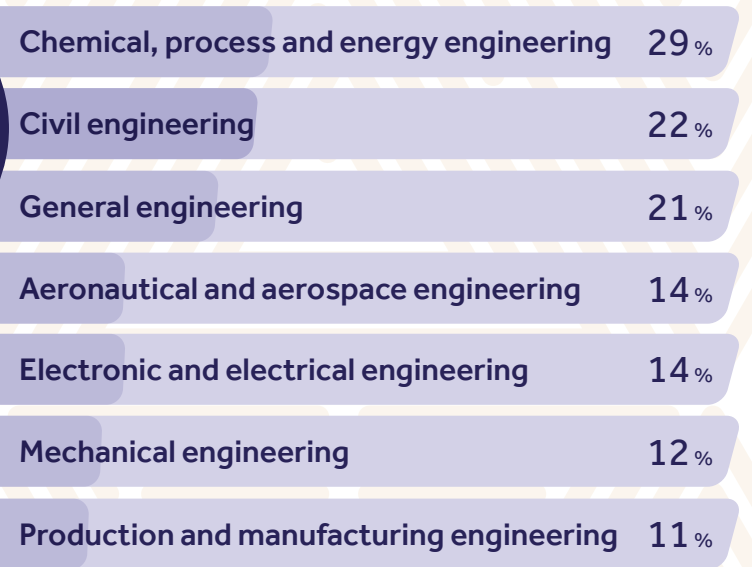 Chemical, process and energy engineering 29%
Civil engineering 22%
General engineering 21%
Aeronautical and aerospace engineering 14%
Electronic and electrical engineering 14%
Mechanical engineering 12%
Production and manufacturing engineering 11%